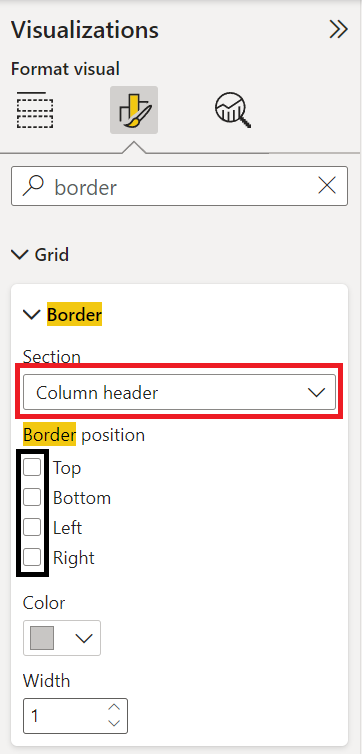 Visualizations
Format visual
border
Grid
Border
Section
Column header
Border position
Top
Bottom
Left
Right
Color
Width
1